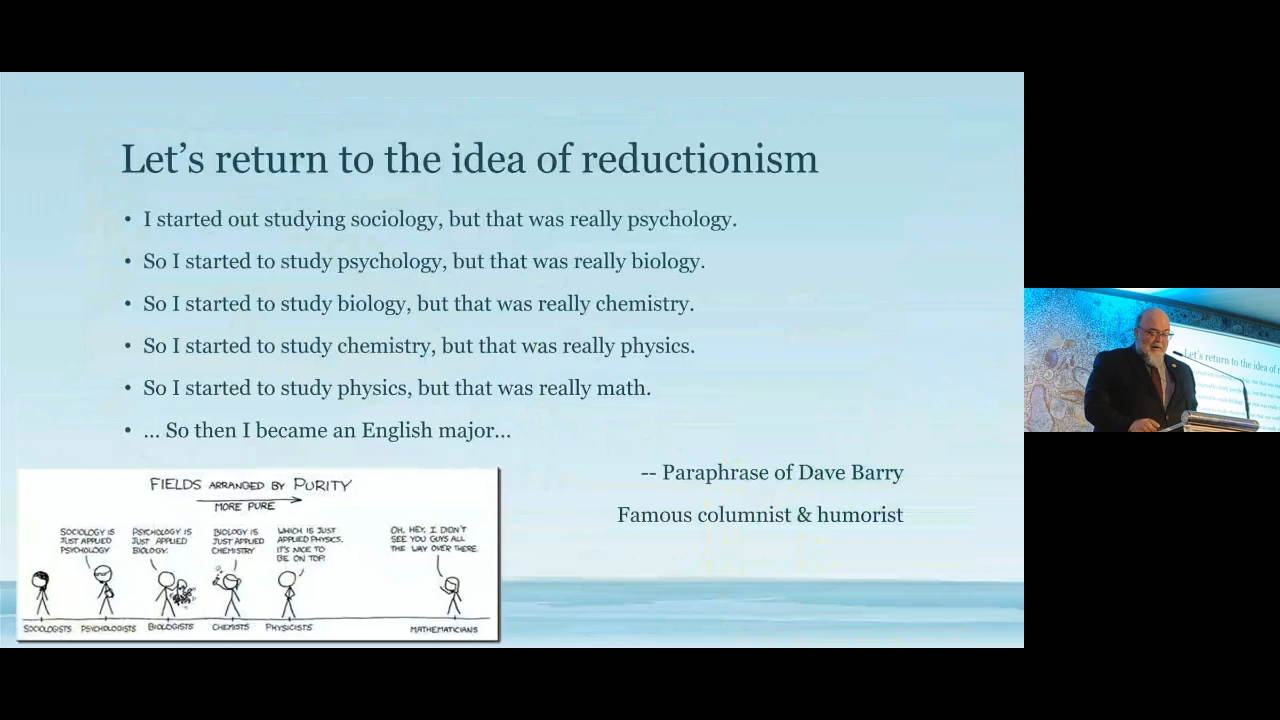 Let's return to the idea of reductionism
• I started out studying sociology, but that was really psychology.
• So I started to study psychology, but that was really biology.
• So I started to study biology, but that was really chemistry.
• So I started to study chemistry, but that was really physics.
• So I started to study physics, but that was really math.
• ... So then I became an English major...
-- Paraphrase of Dave Barry
Famous columnist & humorist
FIELDS ARRANGED BY PURITY
MORE PURE
SOCIOLOGY IS
JUST APPLIED
PSYCHOLOGY
PSYCHOLOGY IS
JUST APPLIED
BIOLOGY.
BIOLOGY IS
JUST APPLIED
CHEMISTRY
WHICH IS JUST
APPLIED PHYSICS.
IT'S NICE TO
BE ON TOP.
OH, HEY, I DIDN'T
SEE YOU GUYS ALL
THE WAY OVER THERE.
SOCIOLOGISTS
PSYCHOLOGISTS
BIOLOGISTS
CHEMISTS
PHYSICISTS
MATHEMATICIANS
Let's return to the idea of